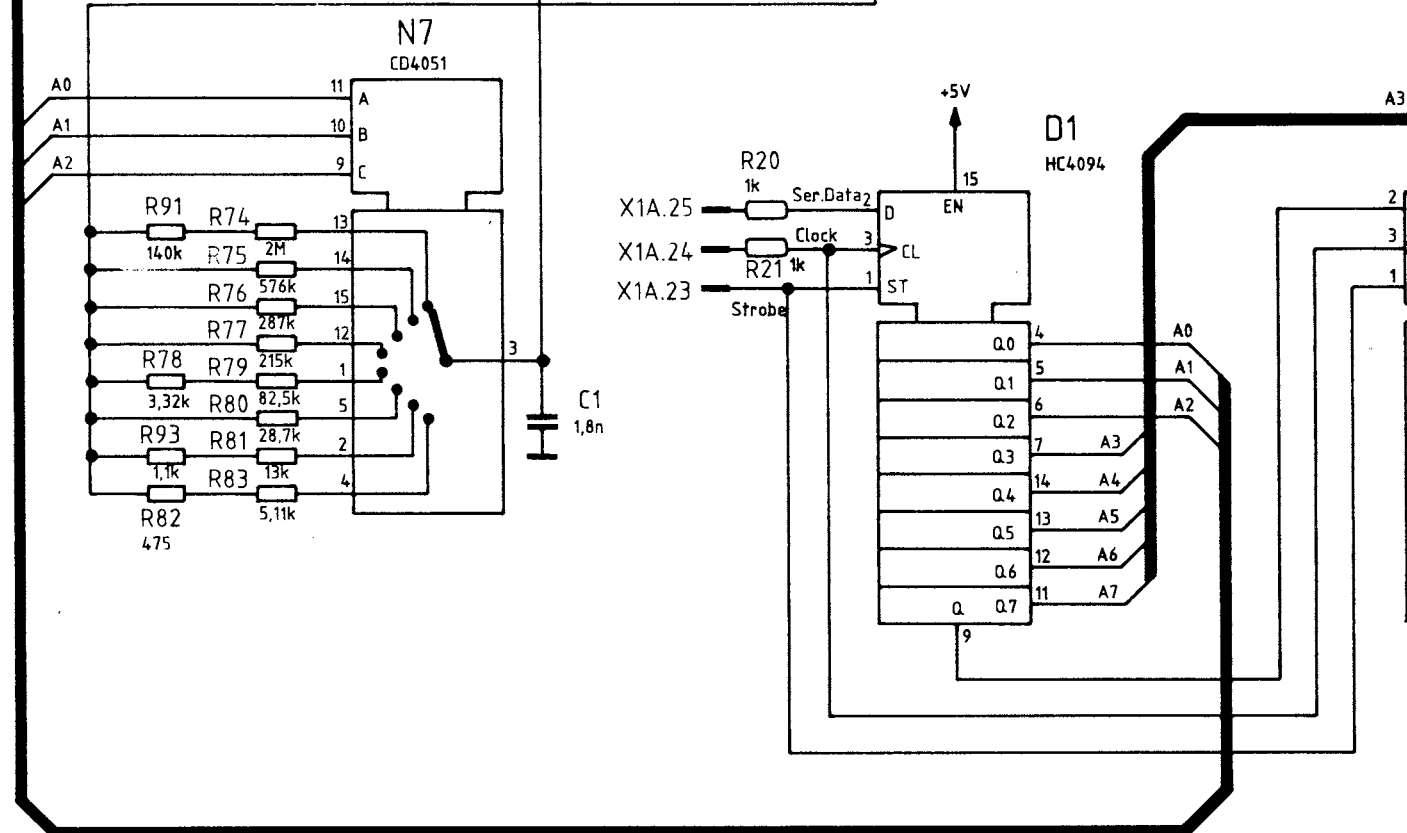 N7
CD4051
A0
11
A
A1
10
B
A2
9
C
R91
R74
13
140k
2M
R75
14
576k
R76
15
287k
R77
12
215k
R78
R79
1
3,32k
82,5k
R80
5
28,7k
R93
R81
2
1,1k
13k
R83
4
5,11k
R82
475
3
C1
1,8n
+5V
D1
HC4094
15
EN
R20
1k
X1A.25
Ser.Data
2
D
X1A.24
Clock
3
CL
R21
1k
X1A.23
Strobe
1
ST
Q0
4
A0
Q1
5
A1
Q2
6
A2
Q3
7
A3
Q4
14
A4
Q5
13
A5
Q6
12
A6
Q
Q7
11
A7
9
A3
2
3
1